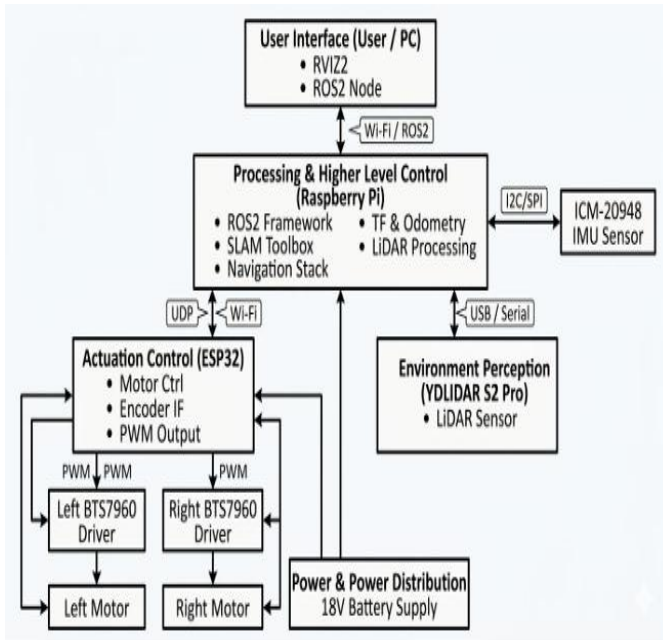 User Interface (User / PC)
• RVIZ2
• ROS2 Node
Wi-Fi / ROS2
Processing & Higher Level Control
(Raspberry Pi)
• ROS2 Framework
• SLAM Toolbox
• Navigation Stack
• TF & Odometry
• LiDAR Processing
I2C/SPI
ICM-20948
IMU Sensor
UDP
Wi-Fi
USB / Serial
Actuation Control (ESP32)
• Motor Ctrl
• Encoder IF
• PWM Output
Environment Perception
(YDLIDAR S2 Pro)
• LiDAR Sensor
PWM
PWM
PWM
Left BTS7960
Driver
Right BTS7960
Driver
Left Motor
Right Motor
Power & Power Distribution
18V Battery Supply